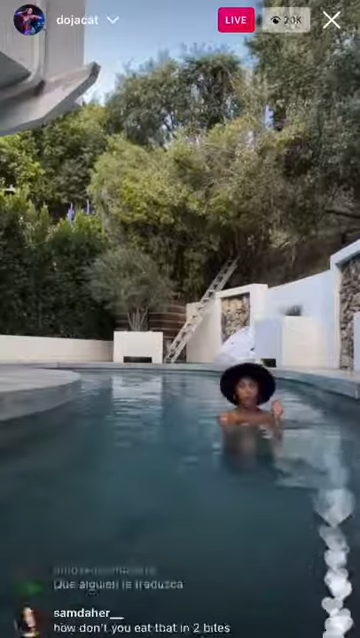 dojacat
LIVE
20K
Que alguien la traduzca
samdaher__
how don't you eat that in 2 bites